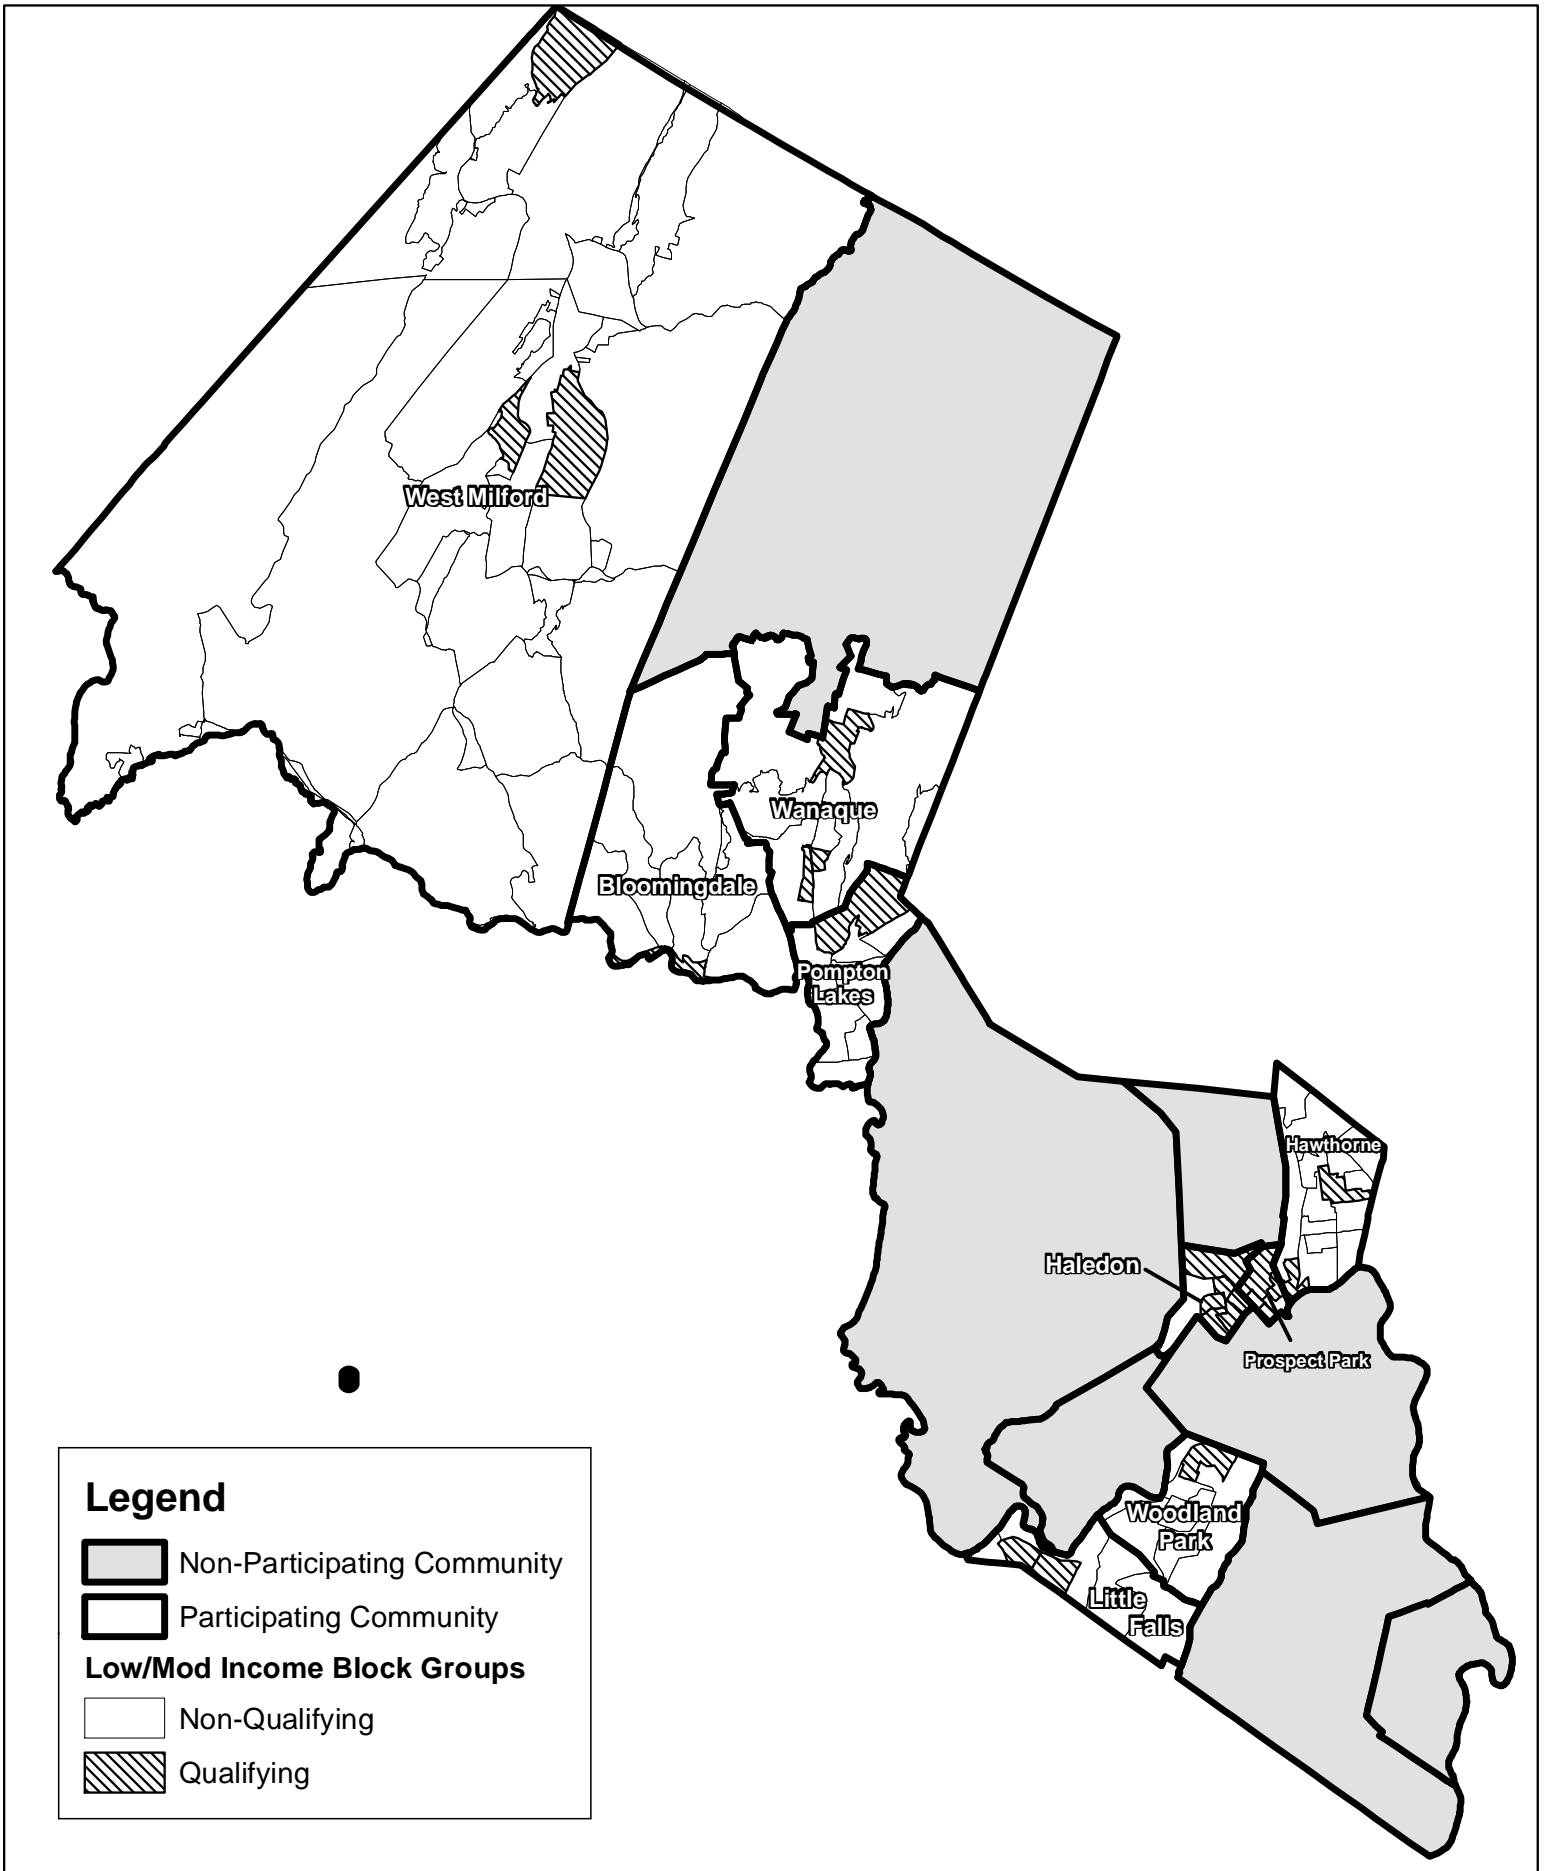 West Milford
Wanaque
Bloomingdale
Pompton
Lakes
Hawthorne
Haledon
Prospect Park
Woodland
Park
Little
Falls
Legend
Non-Participating Community
Participating Community
Low/Mod Income Block Groups
Non-Qualifying
Qualifying